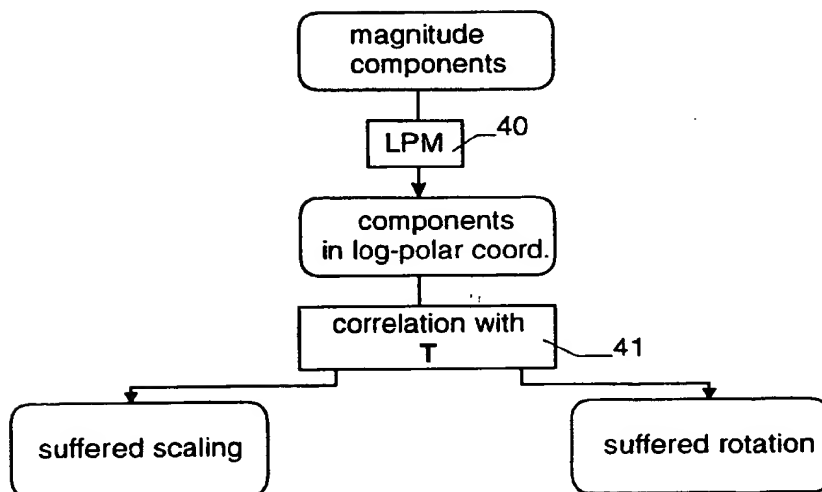 magnitude
components
LPM
40
components
in log-polar coord.
correlation with
T
41
suffered scaling
suffered rotation